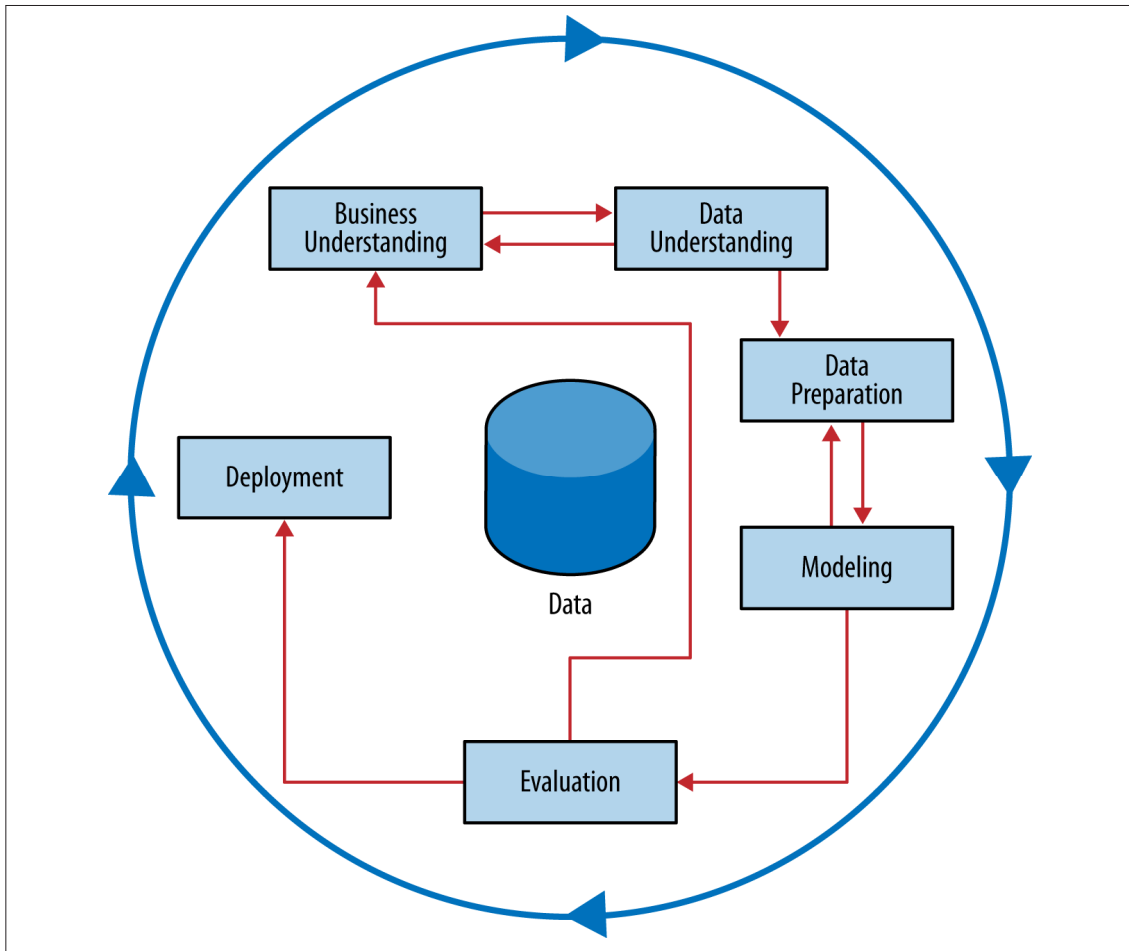 Business
Understanding
Data
Understanding
Data
Preparation
Deployment
Modeling
Data
Evaluation